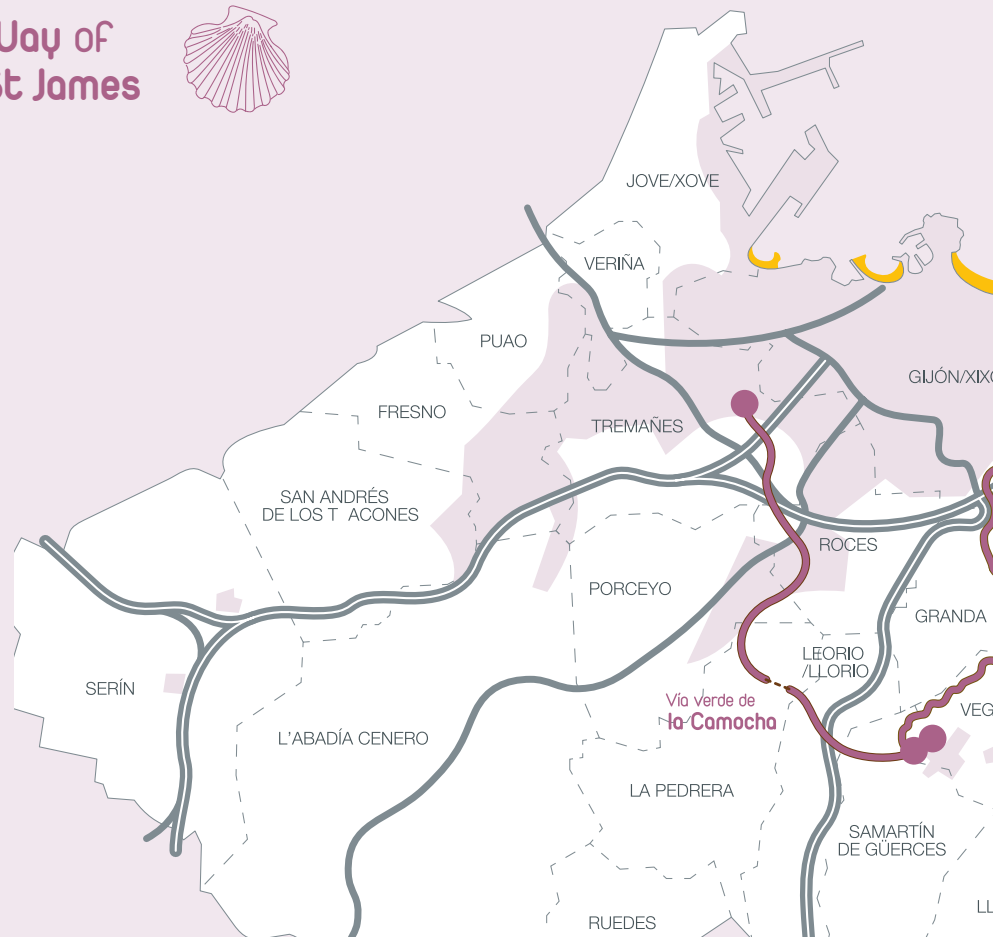 Way of
St James
JOVE/XOVE
VERIÑA
PUAO
GIJÓN/XIXO
FRESNO
TREMAÑES
SAN ANDRÉS
DE LOS T ACONES
ROCES
PORCEYO
GRANDA
LEORIO
/LLORIO
SERÍN
Vía verde de
la Camocha
VEG
L'ABADÍA CENERO
LA PEDRERA
SAMARTÍN
DE GÜERCES
LL
RUEDES